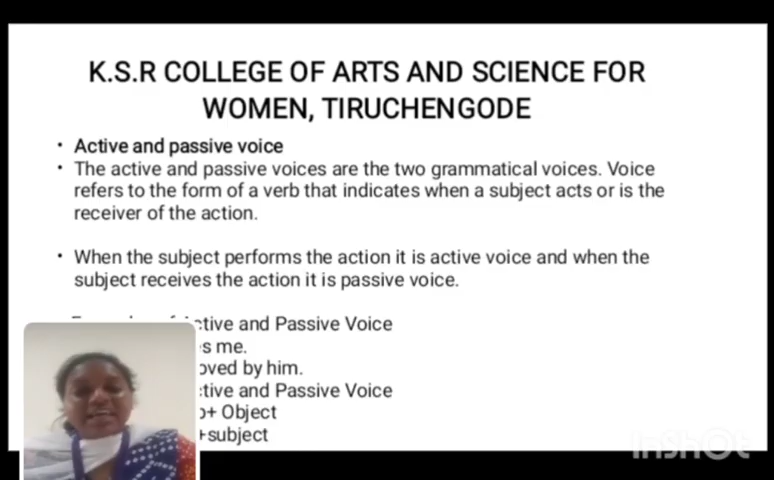 K.S.R COLLEGE OF ARTS AND SCIENCE FOR
WOMEN, TIRUCHENGODE
• Active and passive voice
• The active and passive voices are the two grammatical voices. Voice
refers to the form of a verb that indicates when a subject acts or is the
receiver of the action.
• When the subject performs the action it is active voice and when the
subject receives the action it is passive voice.
Active and Passive Voice
me.
by him.
Active and Passive Voice
+ Object
+subject
InShOt